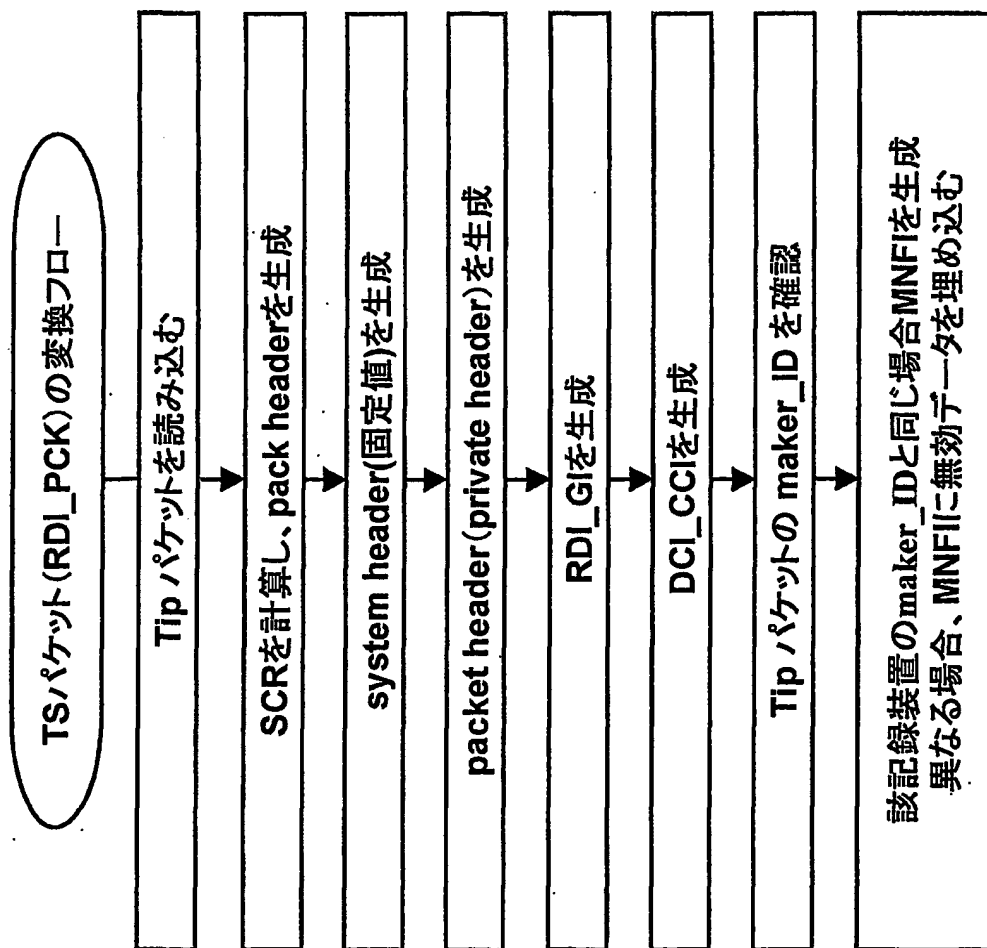 TSパケット(RDI_PCK)の変換フロー
Tip パケットを読み込む
SCRを計算し、pack headerを生成
system header(固定値)を生成
packet header(private header)を生成
RDI_GIを生成
DCI_CCIを生成
Tip パケットの maker_ID を確認
該記録装置のmaker_IDと同じ場合MNFIを生成
異なる場合、MNFIに無効データを埋め込む